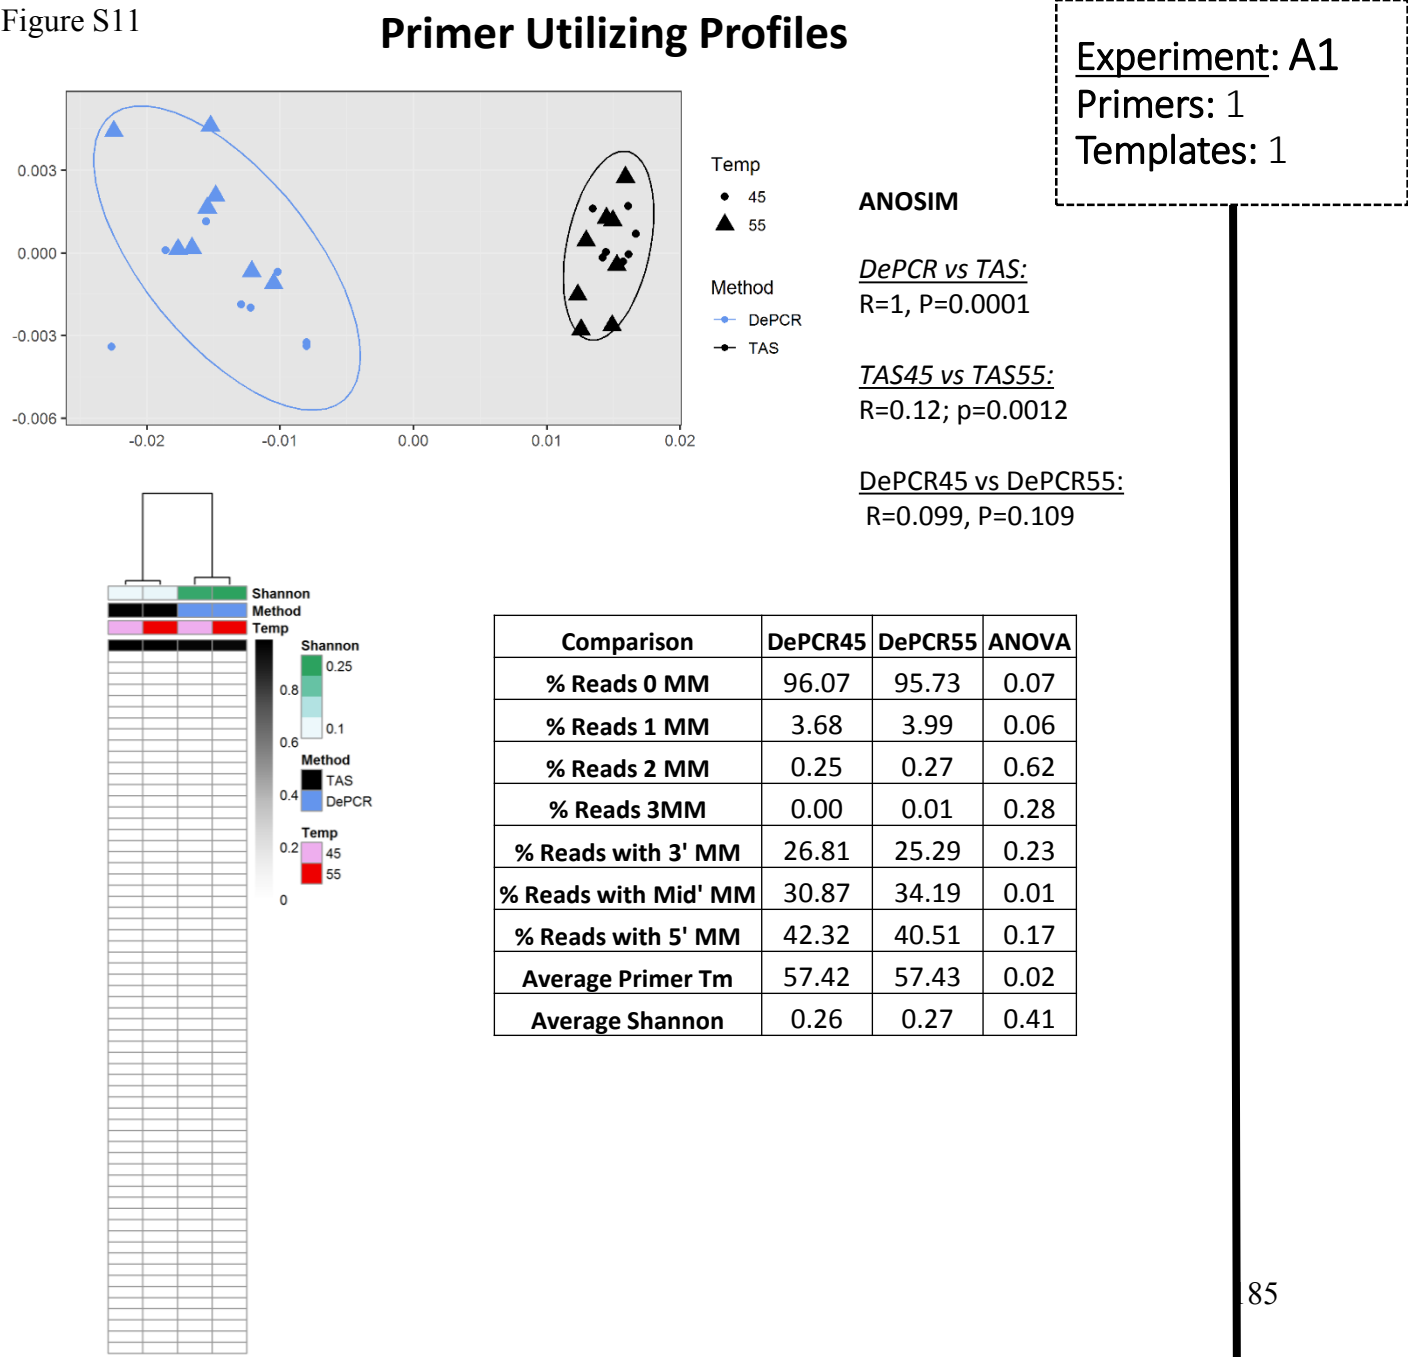 Figure S11
Primer Utilizing Profiles
Experiment: A1
Primers: 1
Templates: 1
0.003
0.000
-0.003
-0.006
-0.02
-0.01
0.00
0.01
0.02
Temp
45
55
Method
DePCR
TAS
ANOSIM
DePCR vs TAS:
R=1, P=0.0001
TAS45 vs TAS55:
R=0.12; p=0.0012
DePCR45 vs DePCR55:
R=0.099, P=0.109
Shannon
Method
Temp
0.8
0.6
0.4
0.2
0
Shannon
0.25
0.1
Method
TAS
DePCR
Temp
45
55
Comparison DePCR45 DePCR55 ANOVA
% Reads 0 MM 96.07 95.73 0.07
% Reads 1 MM 3.68 3.99 0.06
% Reads 2 MM 0.25 0.27 0.62
% Reads 3MM 0.00 0.01 0.28
% Reads with 3' MM 26.81 25.29 0.23
% Reads with Mid' MM 30.87 34.19 0.01
% Reads with 5' MM 42.32 40.51 0.17
Average Primer Tm 57.42 57.43 0.02
Average Shannon 0.26 0.27 0.41